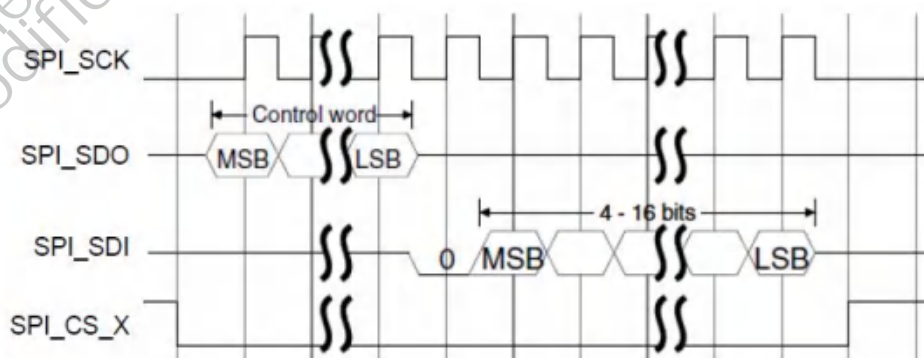 SPI_SCK
Control word
SPI_SDO MSB LSB
4 - 16 bits
SPI_SDI 0 MSB LSB
SPI_CS_X